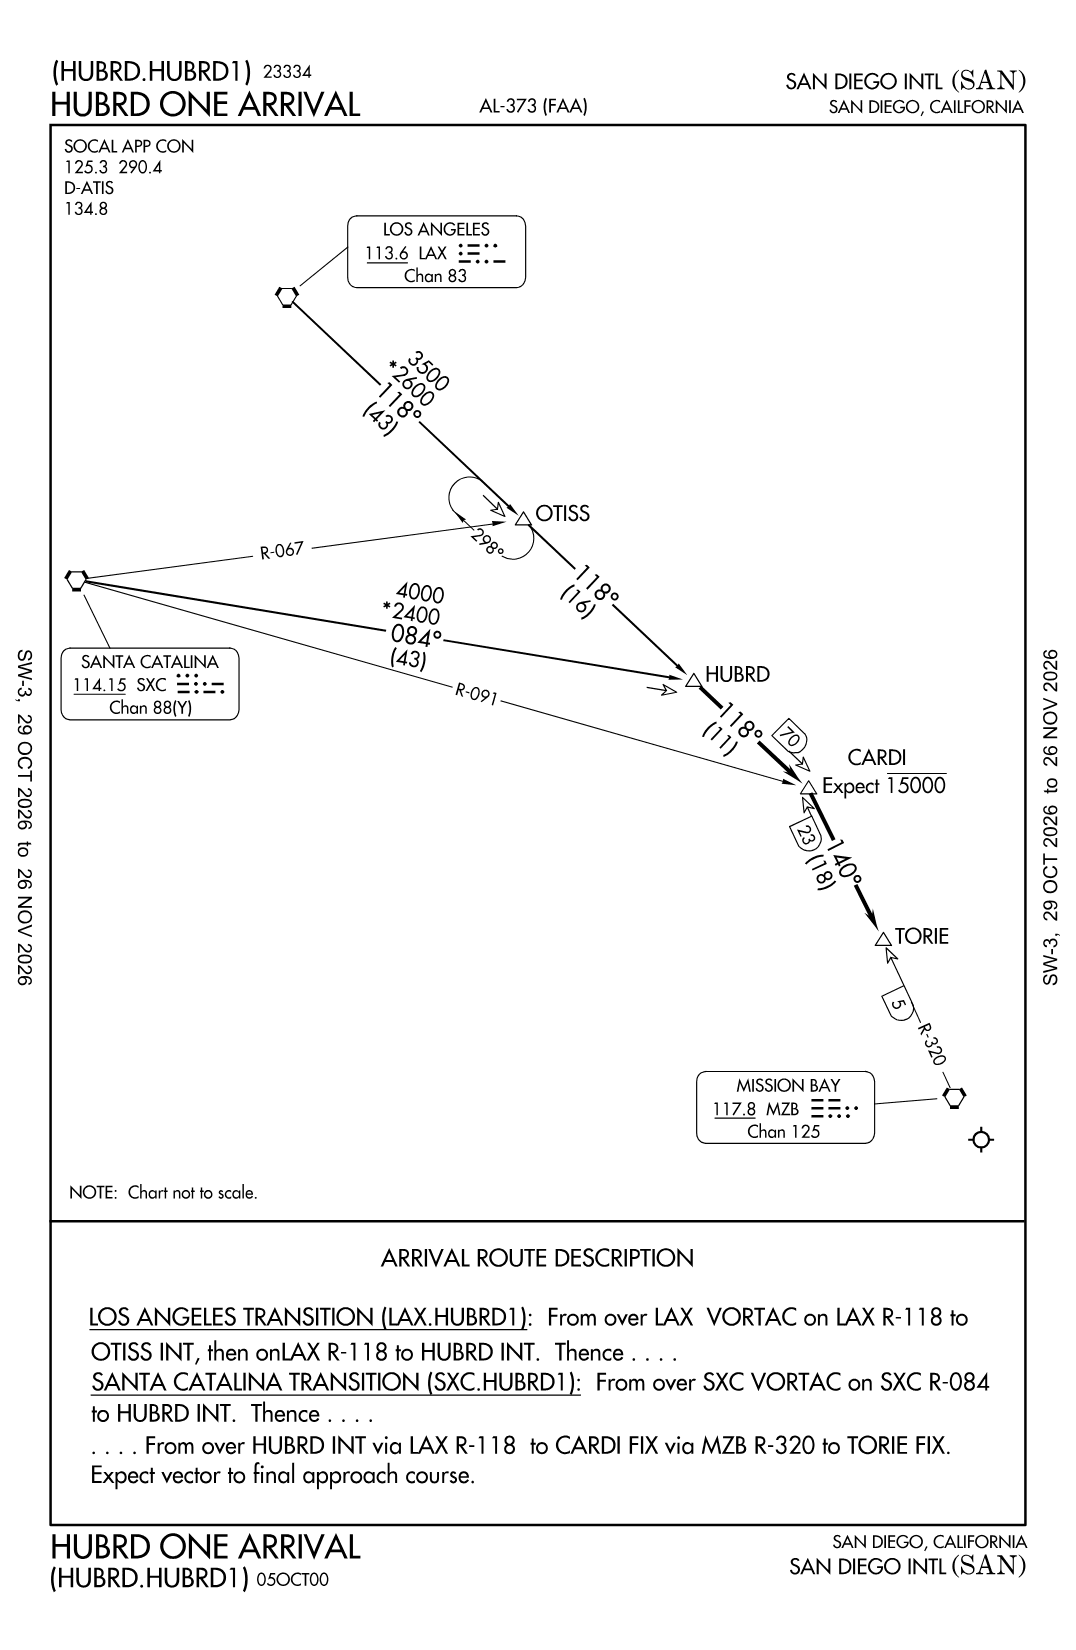 (HUBRD.HUBRD1) 23334
HUBRD ONE ARRIVAL
AL-373 (FAA)
SAN DIEGO INTL (SAN)
SAN DIEGO, CAILFORNIA
SOCAL APP CON
125.3 290.4
D-ATIS
134.8
LOS ANGELES
113.6 LAX
Chan 83
3500
*2600
118°
(43)
OTISS
298°
R-067
118°
(16)
4000
*2400
084°
(43)
SANTA CATALINA
114.15 SXC
Chan 88(Y)
R-091
HUBRD
118°
(11)
70
CARDI
Expect 15000
23
140°
(18)
TORIE
5
R-320
MISSION BAY
117.8 MZB
Chan 125
NOTE: Chart not to scale.
SW-3, 29 OCT 2026 to 26 NOV 2026
SW-3, 29 OCT 2026 to 26 NOV 2026
ARRIVAL ROUTE DESCRIPTION
LOS ANGELES TRANSITION (LAX.HUBRD1): From over LAX VORTAC on LAX R-118 to
OTISS INT, then onLAX R-118 to HUBRD INT. Thence . . . .
SANTA CATALINA TRANSITION (SXC.HUBRD1): From over SXC VORTAC on SXC R-084
to HUBRD INT. Thence . . . .
. . . . From over HUBRD INT via LAX R-118 to CARDI FIX via MZB R-320 to TORIE FIX.
Expect vector to final approach course.
HUBRD ONE ARRIVAL
(HUBRD.HUBRD1) 05OCT00
SAN DIEGO, CALIFORNIA
SAN DIEGO INTL (SAN)